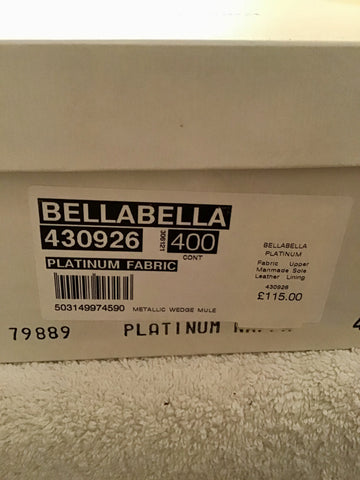 BELLABELLA
430926
308121
400
CONT
PLATINUM FABRIC
503149974590
METALLIC WEDGE MULE
BELLABELLA
PLATINUM
Fabric Upper
Manmade Sole
Leather Lining
430926
£115.00
79889 PLATINUM